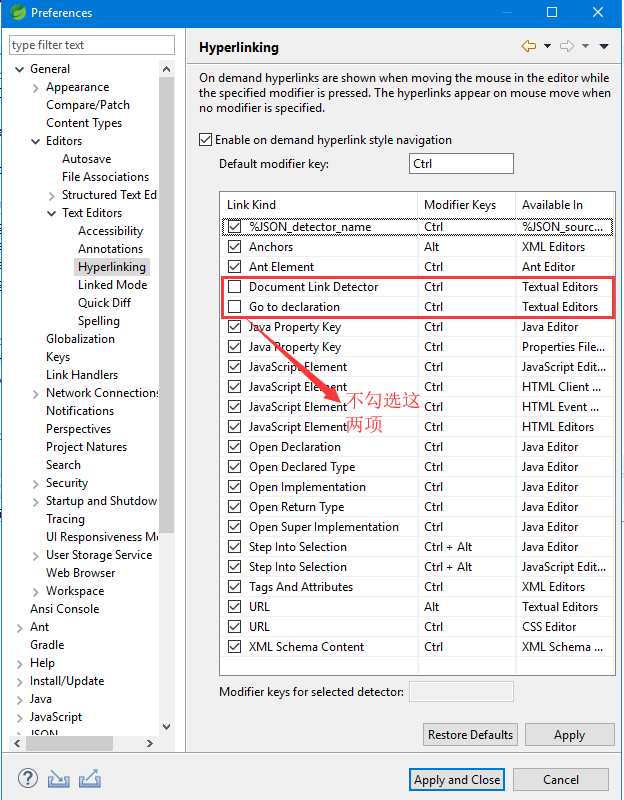 Preferences
type filter text
General
Appearance
Compare/Patch
Content Types
Editors
Autosave
File Associations
Structured Text Ed
Text Editors
Accessibility
Annotations
Hyperlinking
Linked Mode
Quick Diff
Spelling
Globalization
Keys
Link Handlers
Network Connections
Notifications
Perspectives
Project Natures
Search
Security
Startup and Shutdow
Tracing
UI Responsiveness Mo
User Storage Service
Web Browser
Workspace
Ansi Console
Ant
Gradle
Help
Install/Update
Java
JavaScript
JSON
Hyperlinking
On demand hyperlinks are shown when moving the mouse in the editor while
the specified modifier is pressed. The hyperlinks appear on mouse move when
no modifier is specified.
Enable on demand hyperlink style navigation
Default modifier key: Ctrl
Link Kind Modifier Keys Available In
%JSON_detector_name Ctrl %JSON_sourc...
Anchors Alt XML Editors
Ant Element Ctrl Ant Editor
Document Link Detector Ctrl Textual Editors
Go to declaration Ctrl Textual Editors
Java Property Key Ctrl Java Editor
Java Property Key Ctrl Properties File...
JavaScript Element Ctrl JavaScript Edit...
JavaScript Element Ctrl HTML Client ...
JavaScript Element Ctrl HTML Event ...
JavaScript Element Ctrl HTML Editors
不勾选这
两项
Open Declaration Ctrl Java Editor
Open Declared Type Ctrl Java Editor
Open Implementation Ctrl Java Editor
Open Return Type Ctrl Java Editor
Open Super Implementation Ctrl Java Editor
Step Into Selection Ctrl + Alt Java Editor
Step Into Selection Ctrl + Alt JavaScript Edit...
Tags And Attributes Ctrl XML Editors
URL Alt Textual Editors
URL Ctrl CSS Editor
XML Schema Content Ctrl XML Schema ...
Modifier keys for selected detector:
Restore Defaults Apply
Apply and Close Cancel